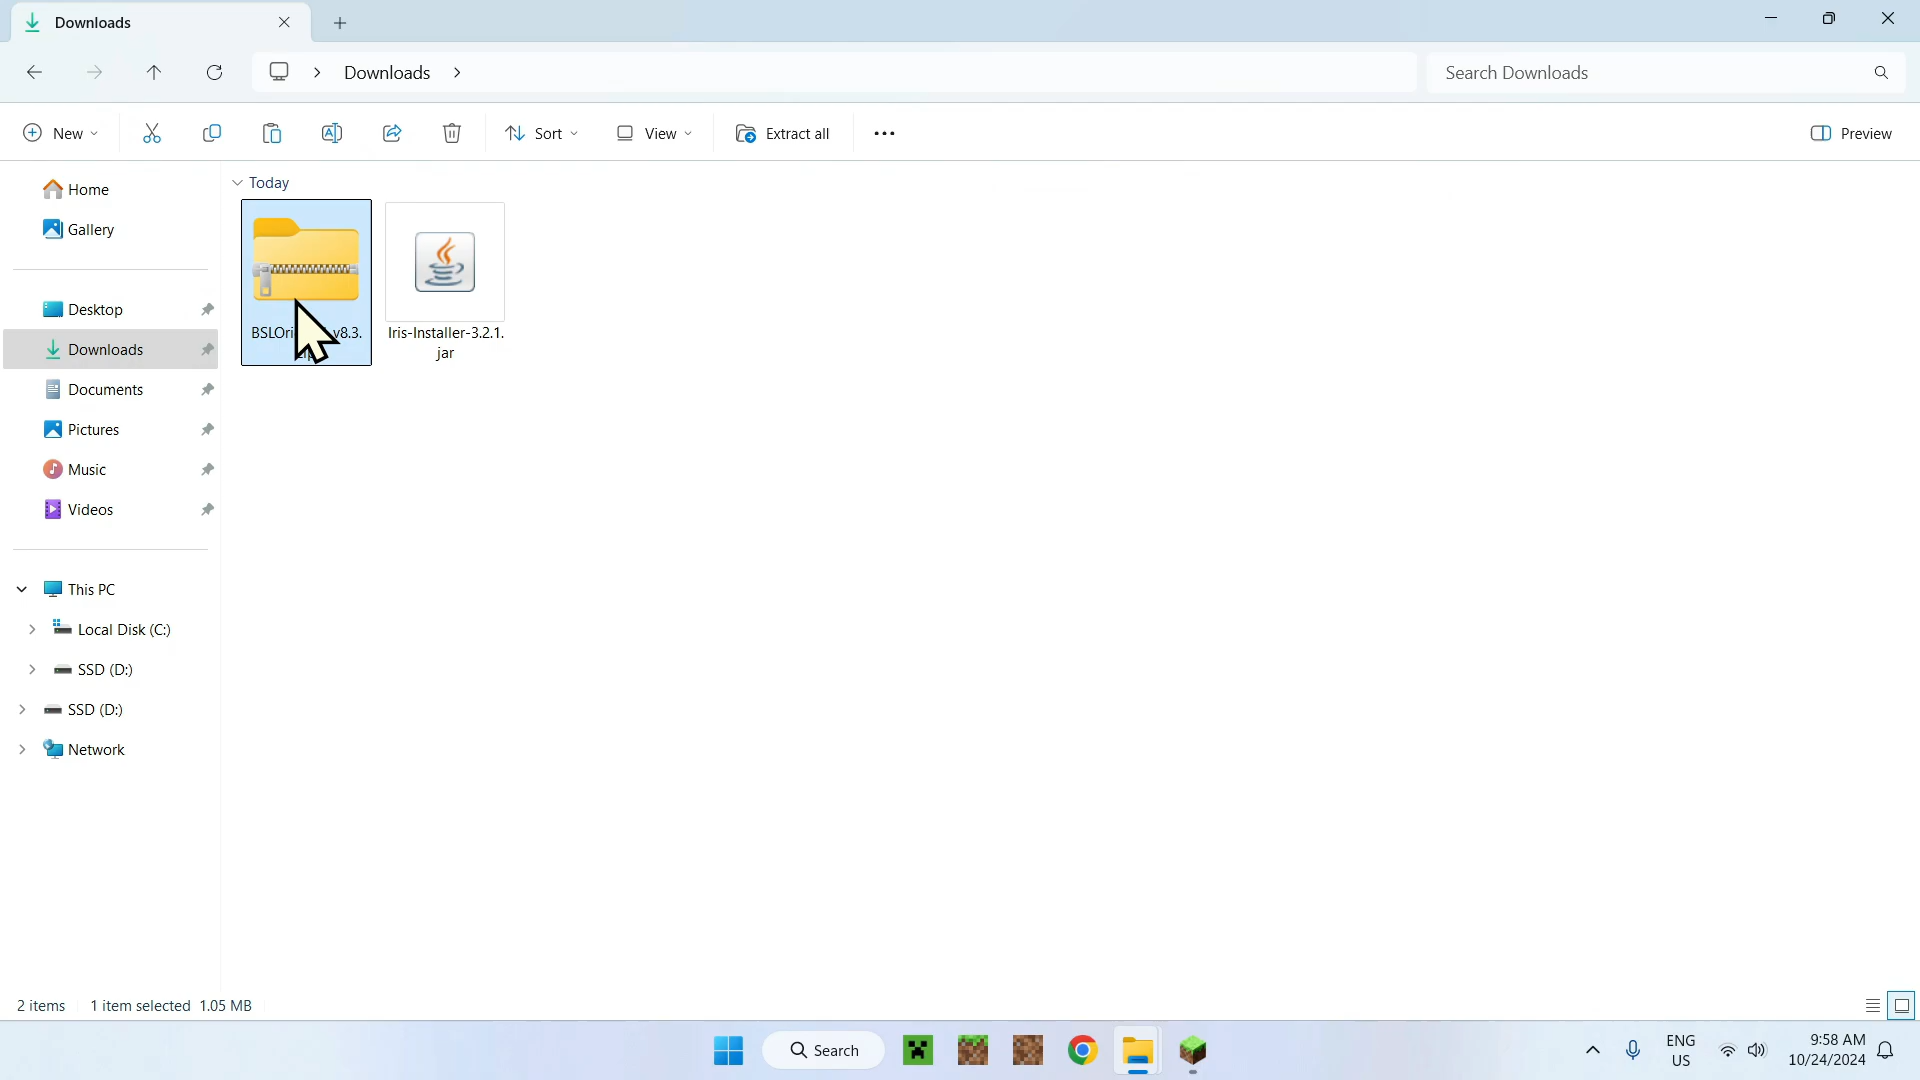 Downloads
Downloads
Search Downloads
New
Sort
View
Extract all
Preview
Home
Gallery
Desktop
Downloads
Documents
Pictures
Music
Videos
This PC
Local Disk (C:)
SSD (D:)
SSD (D:)
Network
Today
v8.3.
Iris-Installer-3.2.1.
jar
2 items 1 item selected 1.05 MB
Search
ENG
US
9:58 AM
10/24/2024